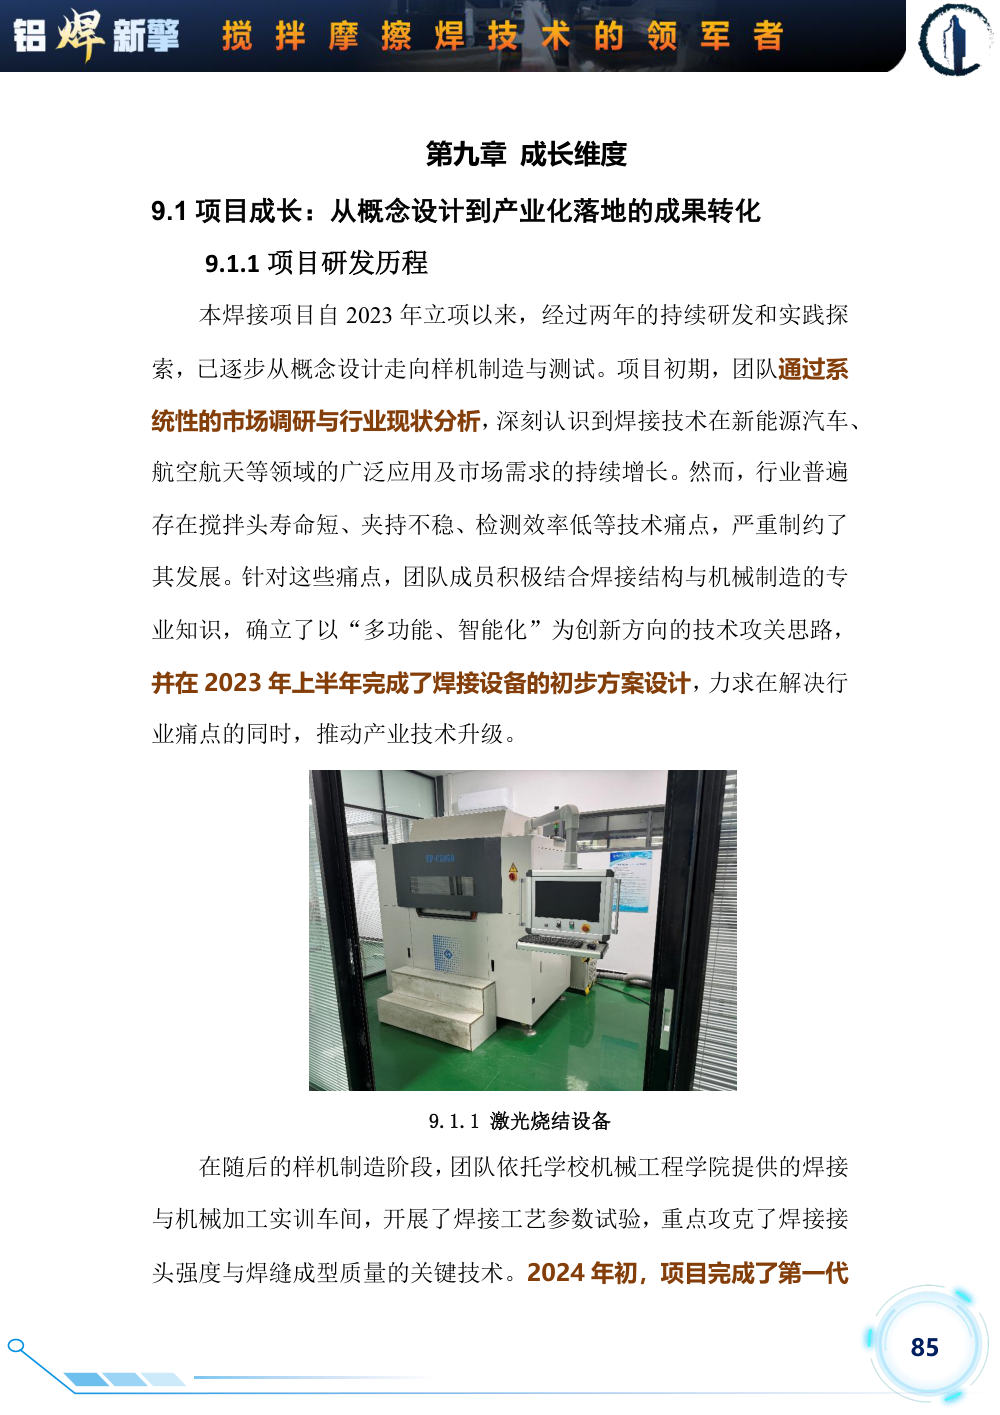 铝焊新擎 搅拌摩擦焊技术的领军者
第九章 成长维度
9.1 项目成长：从概念设计到产业化落地的成果转化
9.1.1 项目研发历程
本焊接项目自 2023 年立项以来，经过两年的持续研发和实践探
索，已逐步从概念设计走向样机制造与测试。项目初期，团队通过系
统性的市场调研与行业现状分析，深刻认识到焊接技术在新能源汽车、
航空航天等领域的广泛应用及市场需求的持续增长。然而，行业普遍
存在搅拌头寿命短、夹持不稳、检测效率低等技术痛点，严重制约了
其发展。针对这些痛点，团队成员积极结合焊接结构与机械制造的专
业知识，确立了以“多功能、智能化”为创新方向的技术攻关思路，
并在 2023 年上半年完成了焊接设备的初步方案设计，力求在解决行
业痛点的同时，推动产业技术升级。
9.1.1 激光烧结设备
在随后的样机制造阶段，团队依托学校机械工程学院提供的焊接
与机械加工实训车间，开展了焊接工艺参数试验，重点攻克了焊接接
头强度与焊缝成型质量的关键技术。2024 年初，项目完成了第一代
85